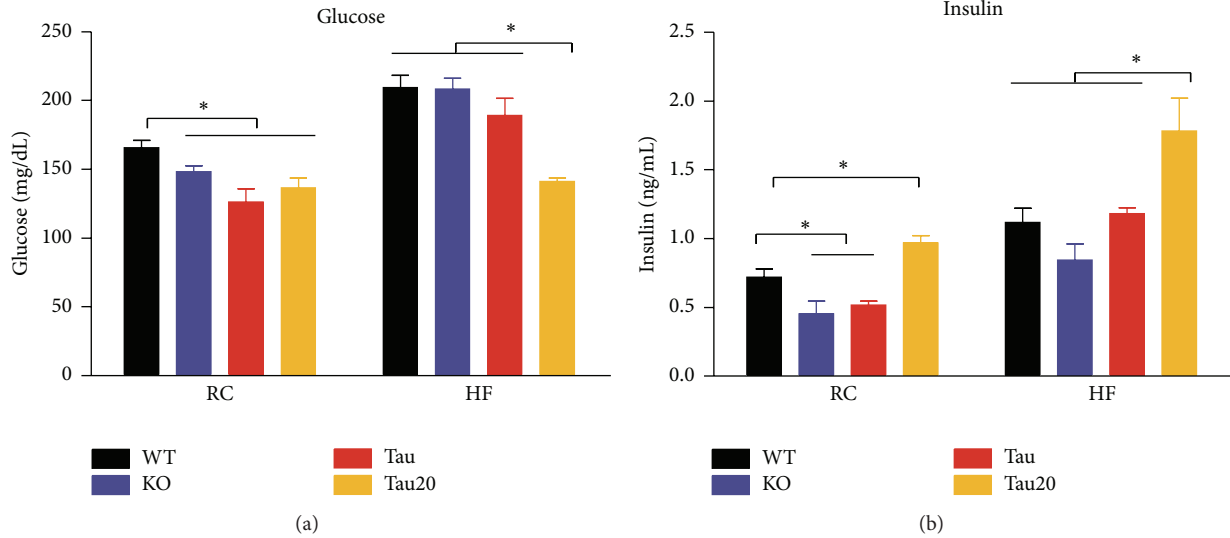 Glucose
250
200
150
100
50
0
Glucose (mg/dL)
*
*
RC
HF
WT
KO
Tau
Tau20
(a)
Insulin
2.5
2.0
1.5
1.0
0.5
0.0
Insulin (ng/mL)
*
*
*
RC
HF
WT
KO
Tau
Tau20
(b)